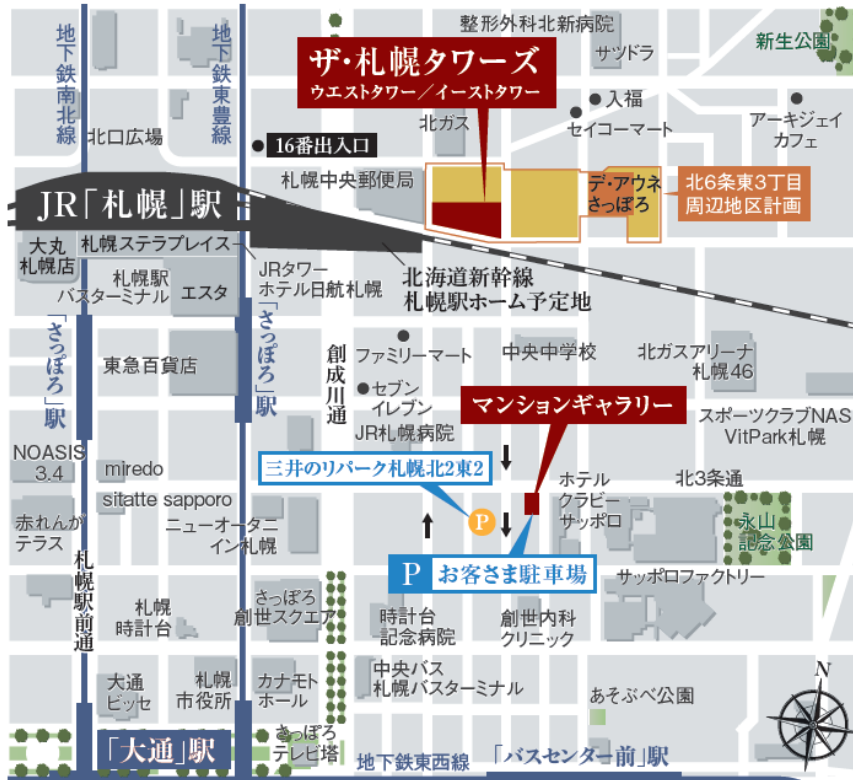 整形外科北新病院
サツドラ
新生公園
地下鉄南北線
地下鉄東豊線
ザ・札幌タワーズ
ウエストタワー／イーストタワー
入福
セイコーマート
アーキジェイ
カフェ
北ガス
北口広場
16番出入口
札幌中央郵便局
デ・アウネ
さっぽろ
北6条東3丁目
周辺地区計画
JR「札幌」駅
大丸
札幌店
札幌ステラプレイス
JRタワー
ホテル日航札幌
北海道新幹線
札幌駅ホーム予定地
札幌駅
バスターミナル
エスタ
「さっぽろ」駅
「さっぽろ」駅
創成川通
ファミリーマート
中央中学校
北ガスアリーナ
札幌46
東急百貨店
セブン
イレブン
マンションギャラリー
JR札幌病院
スポーツクラブNAS
VitPark札幌
NOASIS
3.4
miredo
三井のリパーク札幌北2東2
ホテル
クラビー
サッポロ
北3条通
sitatte sapporo
赤れんが
テラス
ニューオータニ
イン札幌
P
永山
記念公園
P お客さま駐車場
サッポロファクトリー
札幌駅前通
札幌
時計台
さっぽろ
創世スクエア
時計台
記念病院
創世内科
クリニック
大通
ビッセ
札幌
市役所
カナモト
ホール
中央バス
札幌バスターミナル
あそぶべ公園
N
「大通」駅
さっぽろ
テレビ塔
地下鉄東西線
「バスセンター前」駅